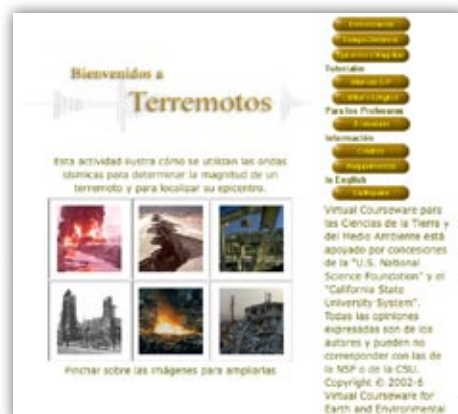 Bienvenidos a
Terremotos
Esta actividad ilustra cómo se utilizan las ondas
sísmicas para determinar la magnitud de un
terremoto y para localizar su epicentro.
Pinchar sobre las imágenes para ampliarlas
Tutoriales
Para los Profesores
Información
In English
Virtual Courseware para
las Ciencias de la Tierra y
del Medio Ambiente está
apoyado por concesiones
de la "U.S. National
Science Foundation" y el
"California State
University System".
Todas las opiniones
expresadas son de los
autores y pueden no
corresponder con las de
la NSF o de la CSU.
Copyright © 2002-6
Virtual Courseware for
Earth and Environmental